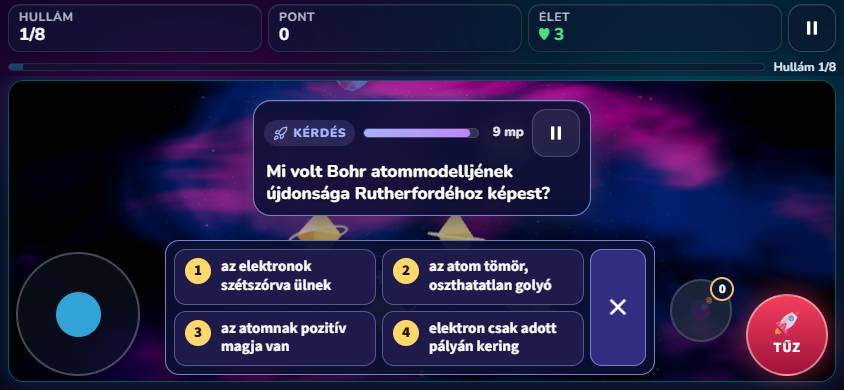 HULLÁM
1/8
PONT
0
ÉLET
3
Hullám 1/8
KÉRDÉS
9 mp
Mi volt Bohr atommodelljének
újdonsága Rutherfordéhoz képest?
1
az elektronok
szétszórva ülnek
2
az atom tömör,
oszthatatlan golyó
3
az atomnak pozitív
magja van
4
elektron csak adott
pályán kering
0
TŰZ